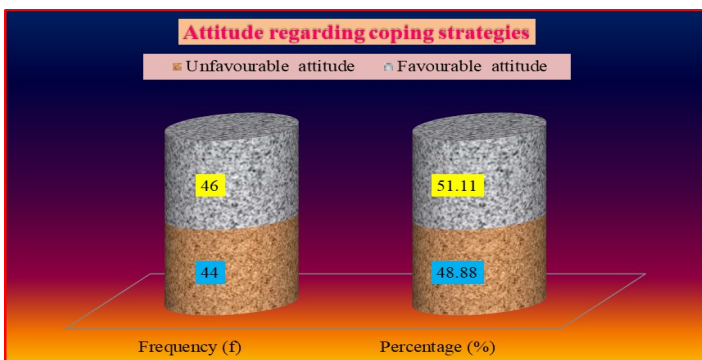 Attitude regarding coping strategies
Unfavourable attitude Favourable attitude
46 51.11
44 48.88
Frequency (f) Percentage (%)